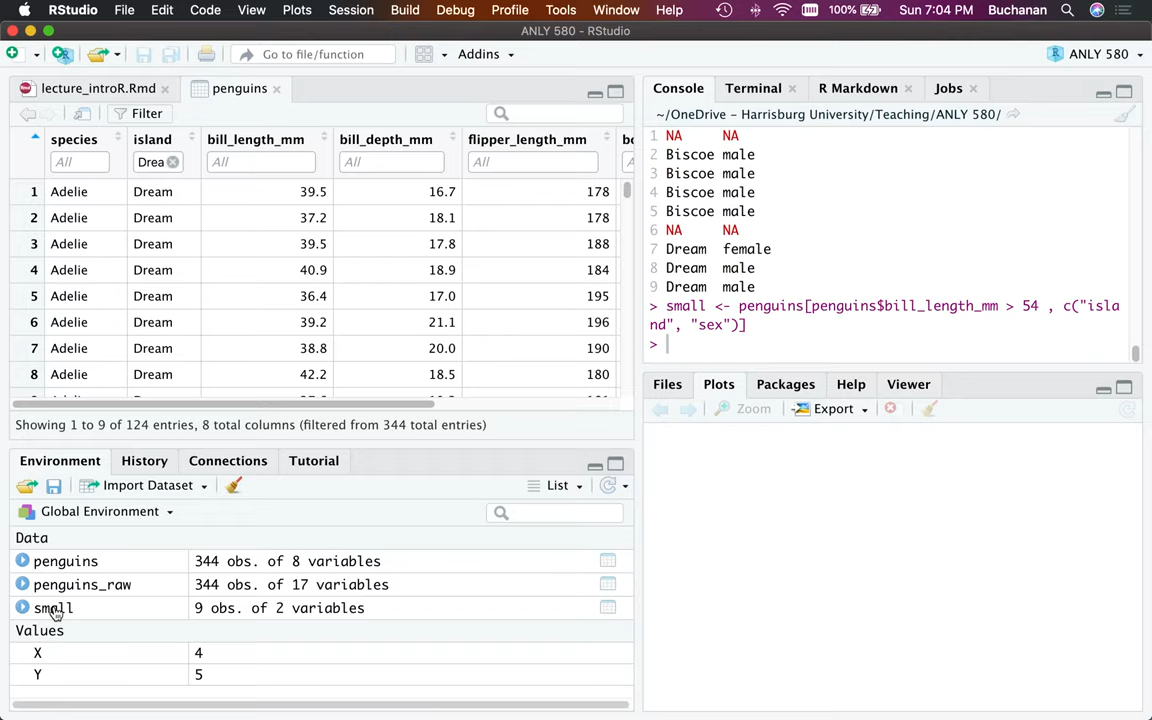 RStudio File Edit Code View Plots Session Build Debug Profile Tools Window Help 100% Sun 7:04 PM Buchanan
ANLY 580 - RStudio
Go to file/function Addins ANLY 580
lecture_introR.Rmd penguins
Filter
species island bill_length_mm bill_depth_mm flipper_length_mm bo
All Drea All All All A
1 Adelie Dream 39.5 16.7 178
2 Adelie Dream 37.2 18.1 178
3 Adelie Dream 39.5 17.8 188
4 Adelie Dream 40.9 18.9 184
5 Adelie Dream 36.4 17.0 195
6 Adelie Dream 39.2 21.1 196
7 Adelie Dream 38.8 20.0 190
8 Adelie Dream 42.2 18.5 180
Showing 1 to 9 of 124 entries, 8 total columns (filtered from 344 total entries)
Environment History Connections Tutorial
Import Dataset List
Global Environment
Data
penguins 344 obs. of 8 variables
penguins_raw 344 obs. of 17 variables
small 9 obs. of 2 variables
Values
X 4
Y 5
Console Terminal R Markdown Jobs
~/OneDrive - Harrisburg University/Teaching/ANLY 580/
1 NA NA
2 Biscoe male
3 Biscoe male
4 Biscoe male
5 Biscoe male
6 NA NA
7 Dream female
8 Dream male
9 Dream male
> small <- penguins[penguins$bill_length_mm > 54 , c("isla
nd", "sex")]
>
Files Plots Packages Help Viewer
Zoom Export